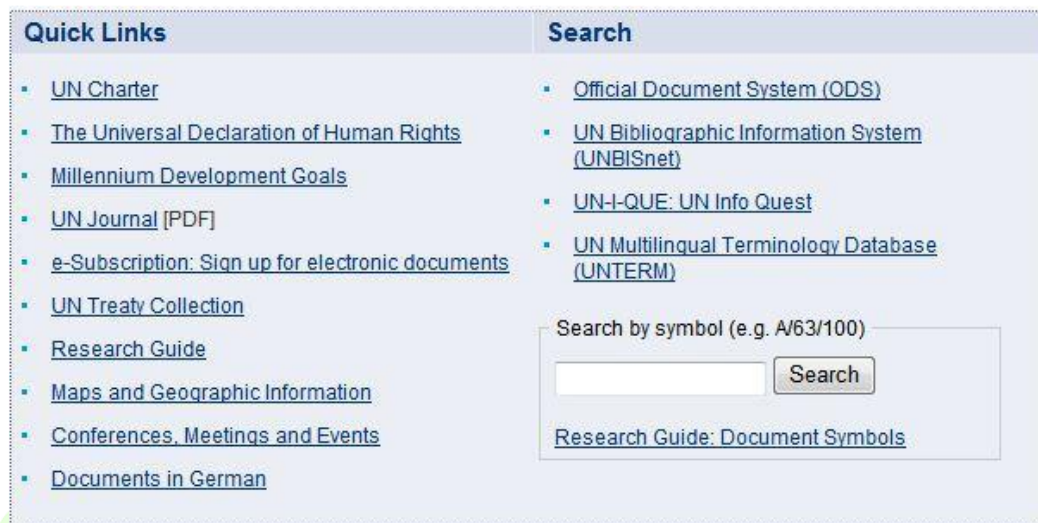 Quick Links
UN Charter
The Universal Declaration of Human Rights
Millennium Development Goals
UN Journal [PDF]
e-Subscription: Sign up for electronic documents
UN Treaty Collection
Research Guide
Maps and Geographic Information
Conferences, Meetings and Events
Documents in German
Search
Official Document System (ODS)
UN Bibliographic Information System
(UNBISnet)
UN-I-QUE: UN Info Quest
UN Multilingual Terminology Database
(UNTERM)
Search by symbol (e.g. A/63/100)
Search
Research Guide: Document Symbols